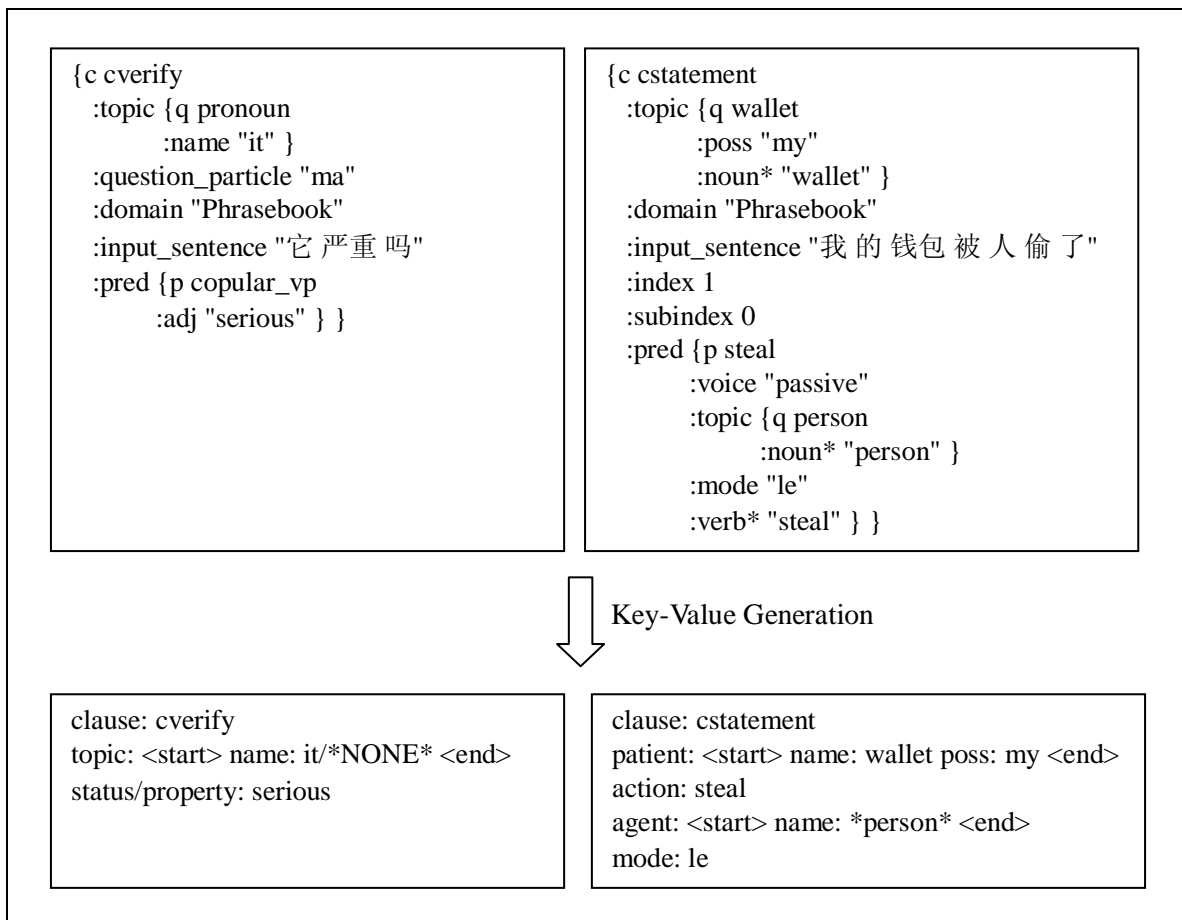 {c cverify
:topic {q pronoun
:name "it" }
:question_particle "ma"
:domain "Phrasebook"
:input_sentence "它 严重 吗"
:pred {p copular_vp
:adj "serious" } }
{c cstatement
:topic {q wallet
:poss "my"
:noun* "wallet" }
:domain "Phrasebook"
:input_sentence "我 的 钱包 被 人 偷 了"
:index 1
:subindex 0
:pred {p steal
:voice "passive"
:topic {q person
:noun* "person" }
:mode "le"
:verb* "steal" } }
Key-Value Generation
clause: cverify
topic: <start> name: it/*NONE* <end>
status/property: serious
clause: cstatement
patient: <start> name: wallet poss: my <end>
action: steal
agent: <start> name: *person* <end>
mode: le